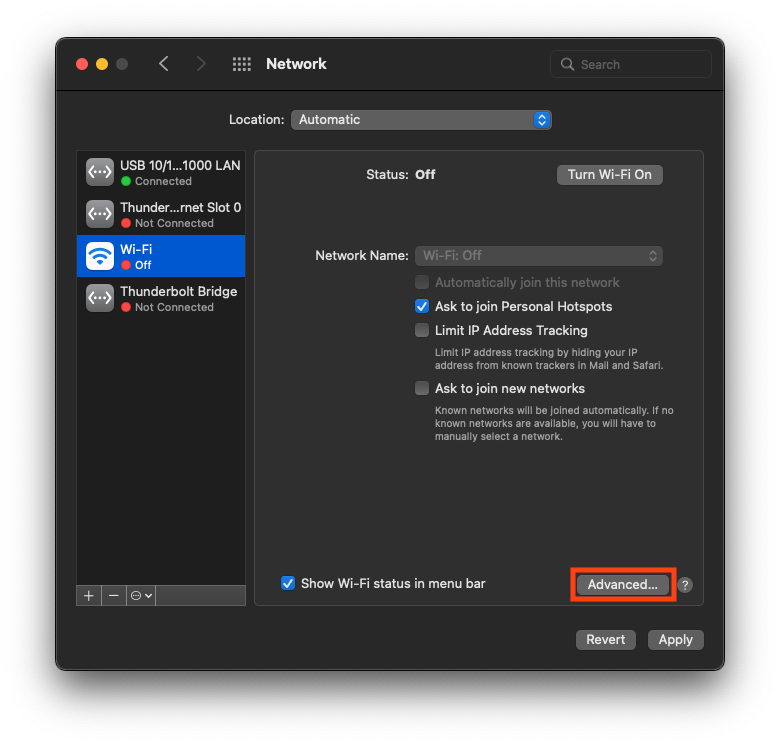 Network
Search
Location: Automatic
USB 10/1...1000 LAN
Connected
Thunder...rnet Slot 0
Not Connected
Wi-Fi
Off
Thunderbolt Bridge
Not Connected
Status: Off
Turn Wi-Fi On
Network Name: Wi-Fi: Off
Automatically join this network
Ask to join Personal Hotspots
Limit IP Address Tracking
Limit IP address tracking by hiding your IP
address from known trackers in Mail and Safari.
Ask to join new networks
Known networks will be joined automatically. If no
known networks are available, you will have to
manually select a network.
Show Wi-Fi status in menu bar
Advanced...
?
Revert
Apply